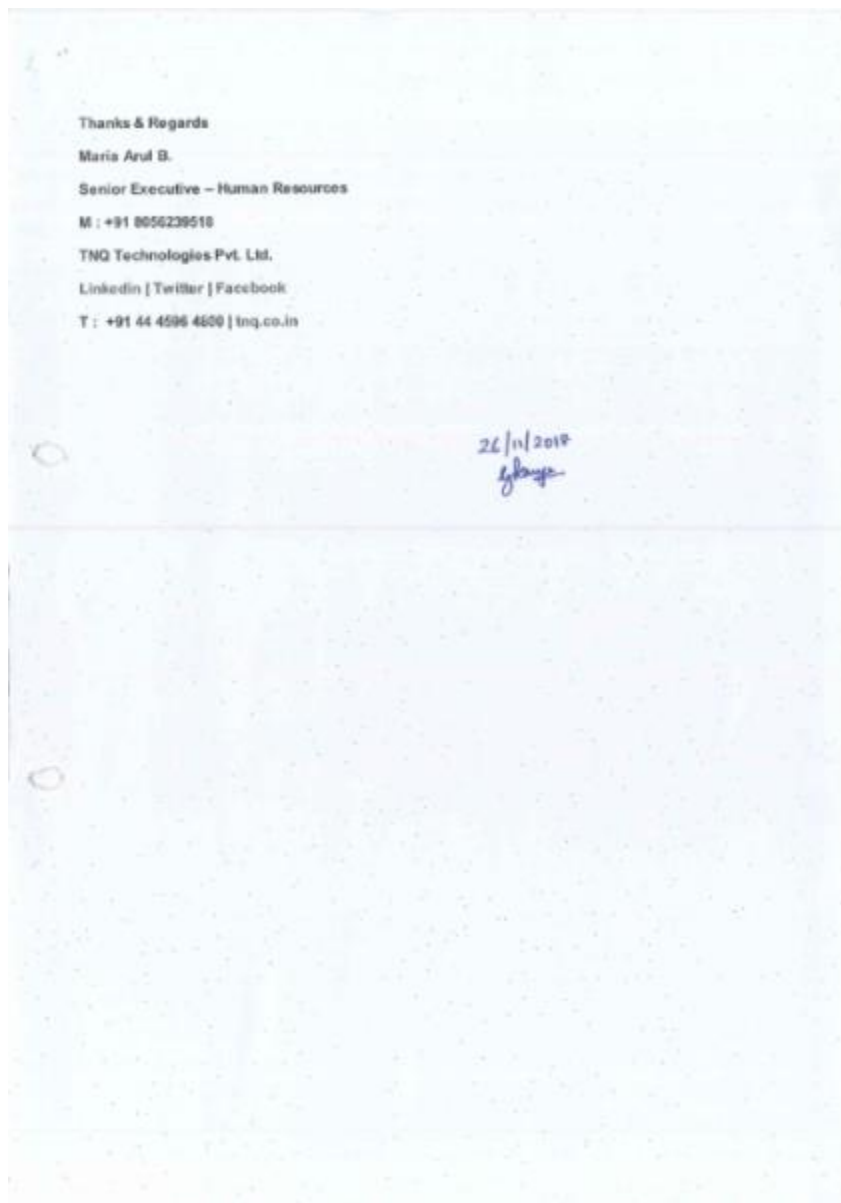 Thanks & Regards
Maria Arul B.
Senior Executive – Human Resources
M : +91 8056239518
TNQ Technologies Pvt. Ltd.
Linkedin | Twitter | Facebook
T : +91 44 4596 4600 | tnq.co.in
26/11/2018